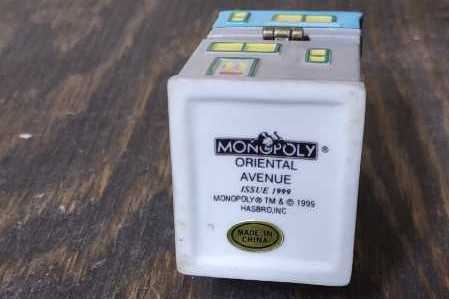 MONOPOLY®
ORIENTAL
AVENUE
ISSUE 1999
MONOPOLY® TM & © 1999
HASBRO, INC
MADE IN
CHINA